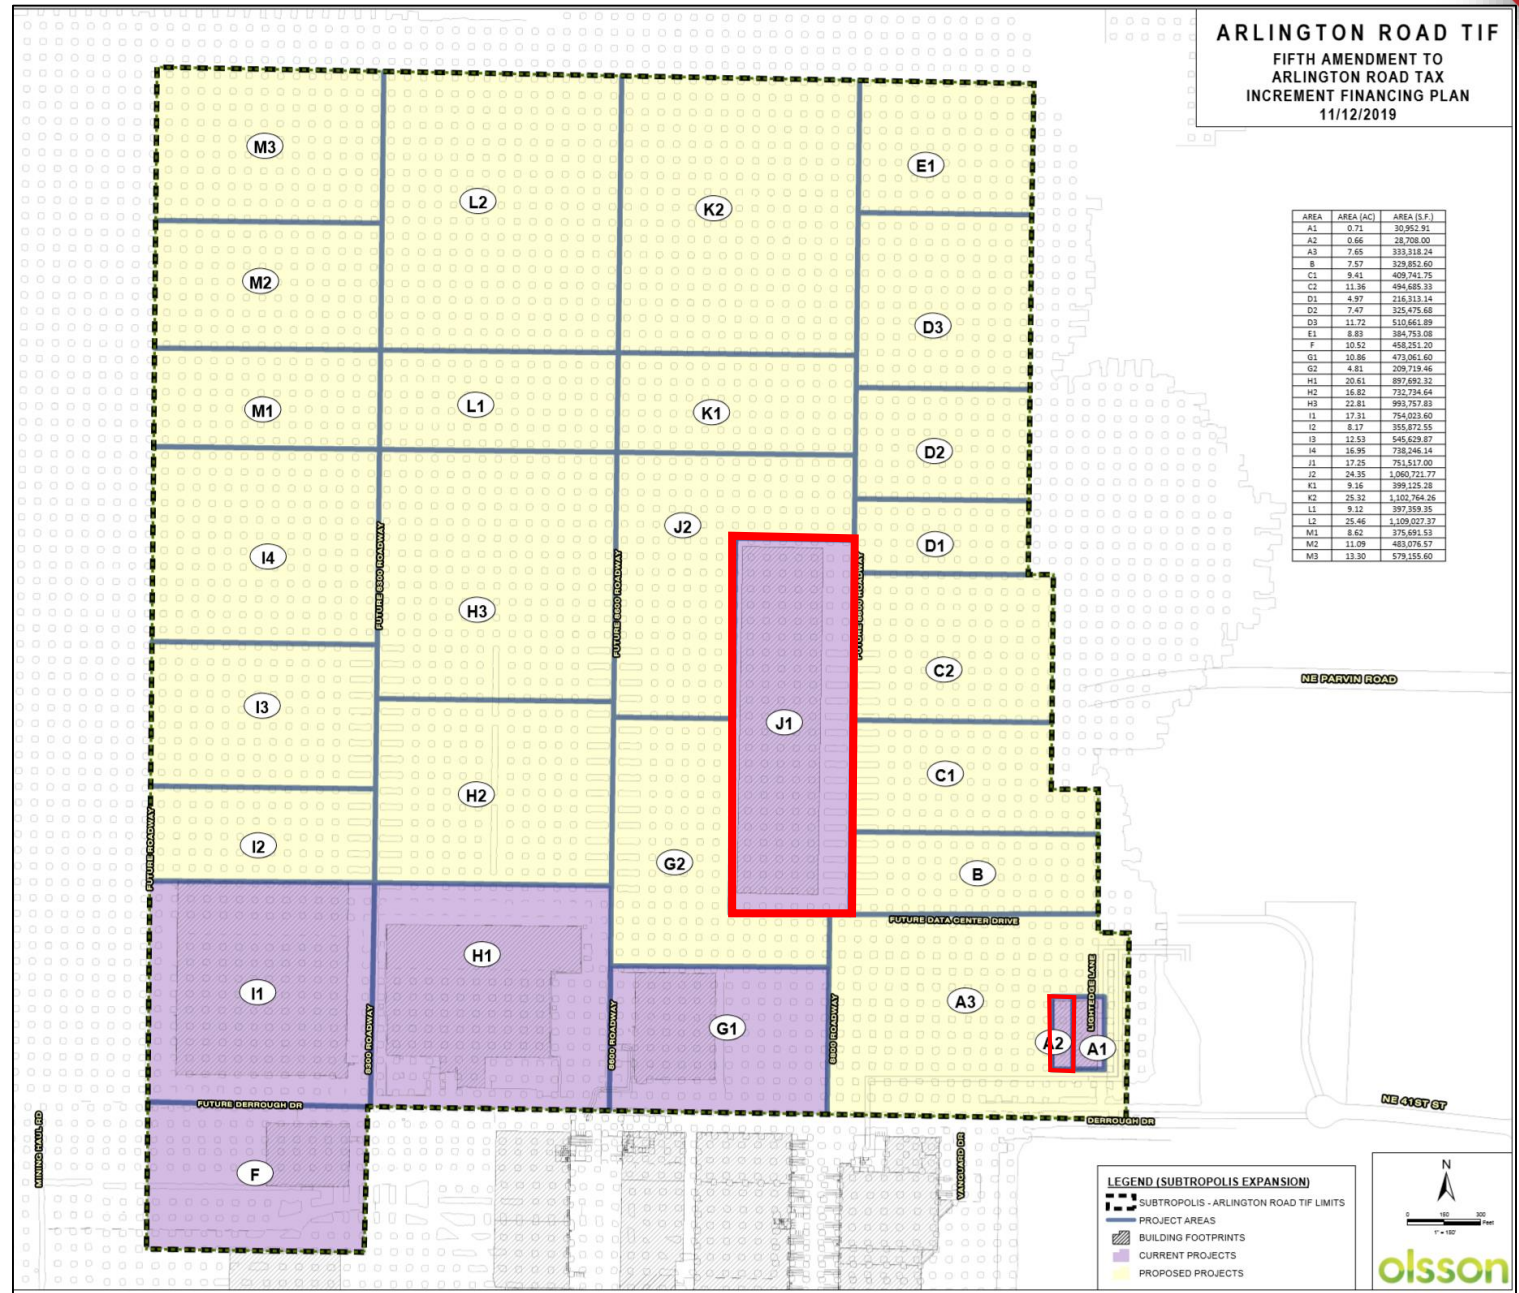 ARLINGTON ROAD TIF
FIFTH AMENDMENT TO
ARLINGTON ROAD TAX
INCREMENT FINANCING PLAN
11/12/2019
AREA AREA (AC) AREA (S.F.)
A1 0.71 30,952.91
A2 0.66 28,708.00
A3 7.65 333,318.24
B 7.57 329,852.60
C1 9.41 409,741.75
C2 11.36 494,685.33
D1 4.97 216,313.14
D2 7.47 325,475.68
D3 11.72 510,661.89
E1 8.83 384,753.08
F 10.52 458,251.20
G1 10.86 473,061.60
G2 4.81 209,719.46
H1 20.61 897,692.32
H2 16.82 732,734.64
H3 22.81 993,757.83
I1 17.31 754,023.60
I2 8.17 355,872.55
I3 12.53 545,629.87
I4 16.95 738,246.14
J1 17.25 751,517.00
J2 24.35 1,060,721.77
K1 9.16 399,125.28
K2 25.32 1,102,764.26
L1 9.12 397,359.35
L2 25.46 1,109,027.37
M1 8.62 375,691.53
M2 11.09 483,076.57
M3 13.30 579,155.60
M3
E1
L2
K2
M2
D3
M1
L1
K1
D2
J2
D1
I4
FUTURE 8300 ROADWAY
FUTURE 8600 ROADWAY
FUTURE 8800 ROADWAY
H3
C2
NE PARVIN ROAD
I3
J1
C1
H2
I2
FUTURE ROADWAY
G2
B
FUTURE DATA CENTER DRIVE
H1
I1
A3
LIGHTEDGE LANE
G1
A2
A1
8300 ROADWAY
8600 ROADWAY
8800 ROADWAY
FUTURE DERROUGH DR
NE 41ST ST
DERROUGH DR
MINING HAUL RD
F
VANGUARD DR
LEGEND (SUBTROPOLIS EXPANSION)
SUBTROPOLIS - ARLINGTON ROAD TIF LIMITS
PROJECT AREAS
BUILDING FOOTPRINTS
CURRENT PROJECTS
PROPOSED PROJECTS
N
0 150 300
Feet
1" = 150'
olsson